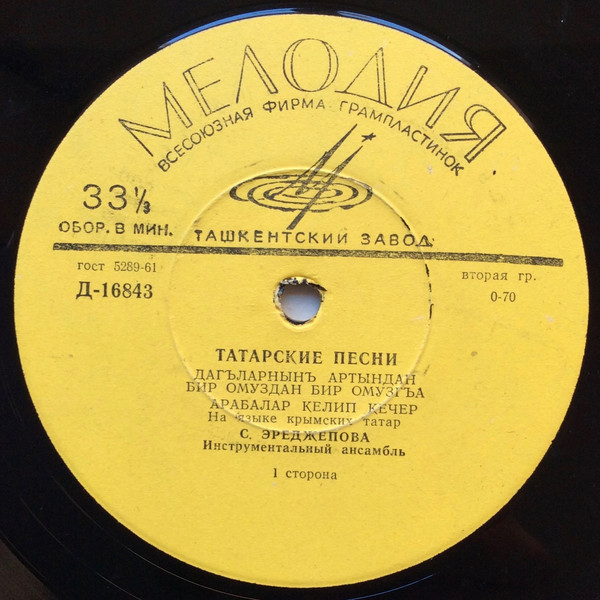 МЕЛОДИЯ
ВСЕСОЮЗНАЯ ФИРМА ГРАМПЛАСТИНОК
33⅓
ОБОР. В МИН.
ТАШКЕНТСКИЙ ЗАВОД
гост 5289-61
Д-16843
вторая гр.
0-70
ТАТАРСКИЕ ПЕСНИ
ДАГЪЛАРНЫНЪ АРТЫНДАН
БИР ОМУЗДАН БИР ОМУЗГЪА
АРАБАЛАР КЕЛИП КЕЧЕР
На языке крымских татар
С. ЭРЕДЖЕПОВА
Инструментальный ансамбль
1 сторона